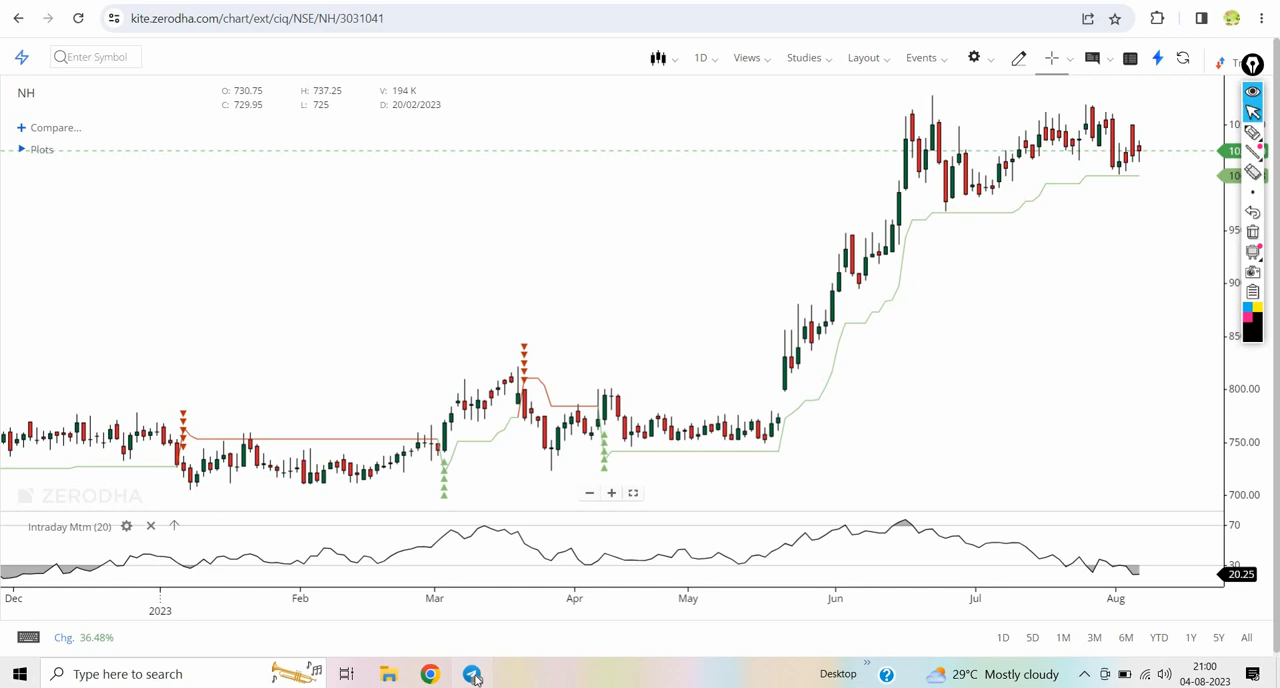 kite.zerodha.com/chart/ext/ciq/NSE/NH/3031041
Enter Symbol
1D Views Studies Layout Events
NH
O: 730.75 H: 737.25 V: 194 K
C: 729.95 L: 725 D: 20/02/2023
+ Compare...
Plots
800.00
750.00
700.00
ZERODHA
Intraday Mtm (20)
70
30
20.25
Dec 2023 Feb Mar Apr May Jun Jul Aug
Chg. 36.48%
1D 5D 1M 3M 6M YTD 1Y 5Y All
Type here to search
Desktop
29°C Mostly cloudy
21:00
04-08-2023